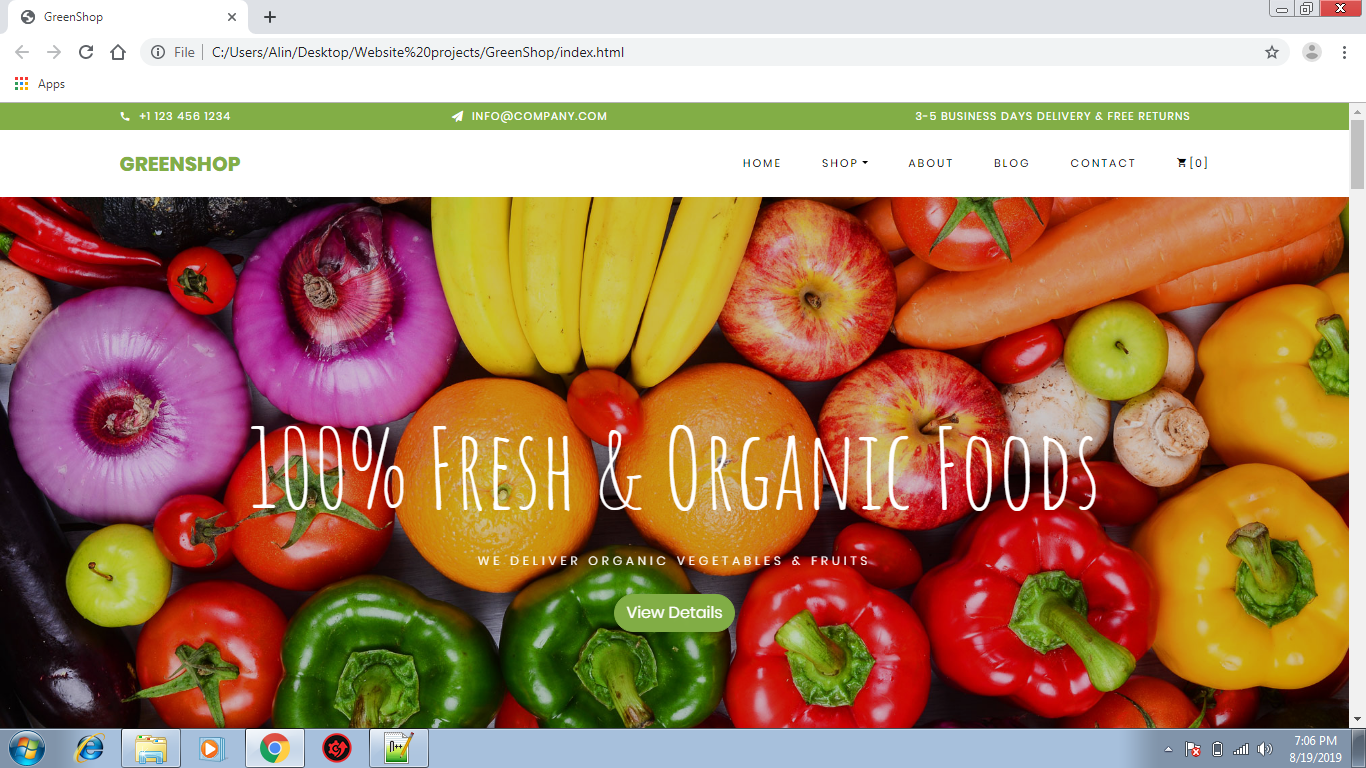 GreenShop
File C:/Users/Alin/Desktop/Website%20projects/GreenShop/index.html
Apps
+1 123 456 1234 INFO@COMPANY.COM 3-5 BUSINESS DAYS DELIVERY & FREE RETURNS
GREENSHOP HOME SHOP ABOUT BLOG CONTACT [0]
100% Fresh & Organic Foods
WE DELIVER ORGANIC VEGETABLES & FRUITS
View Details
7:06 PM
8/19/2019